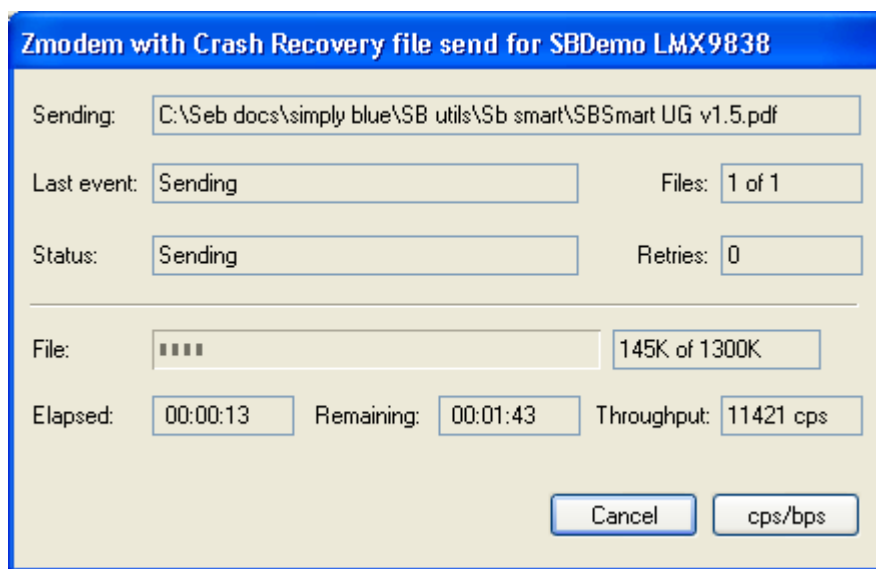 Zmodem with Crash Recovery file send for SBDemo LMX9838
Sending: C:\Seb docs\simply blue\SB utils\Sb smart\SBSmart UG v1.5.pdf
Last event: Sending Files: 1 of 1
Status: Sending Retries: 0
File: 145K of 1300K
Elapsed: 00:00:13 Remaining: 00:01:43 Throughput: 11421 cps
Cancel cps/bps